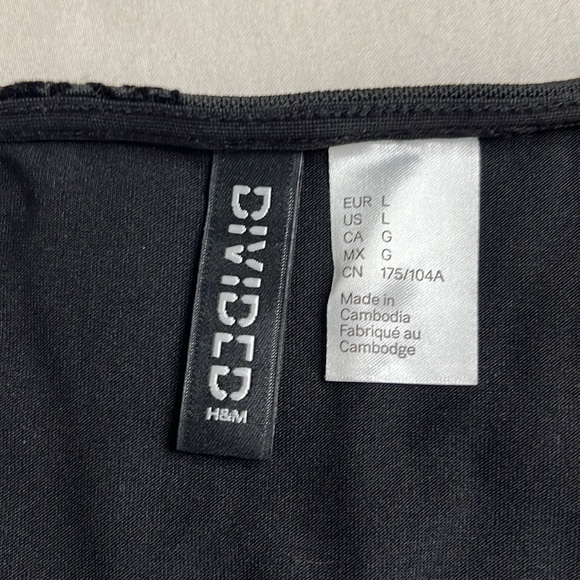 DIVIDED
H&M
EUR L
US L
CA G
MX G
CN 175/104A
Made in
Cambodia
Fabriqué au
Cambodge